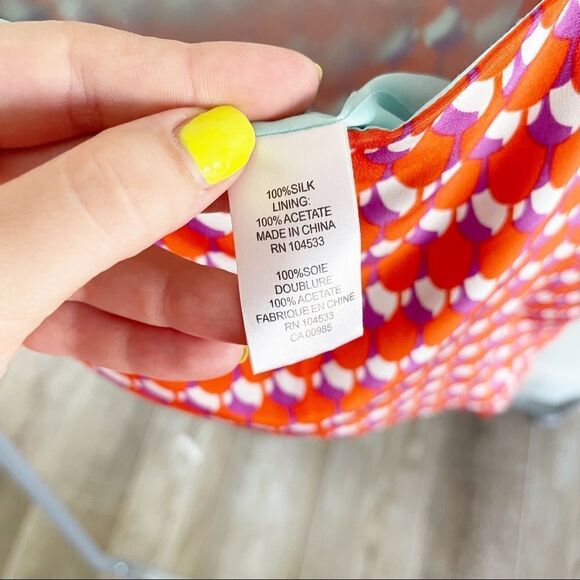 100%SILK
LINING:
100% ACETATE
MADE IN CHINA
RN 104533
100%SOIE
DOUBLURE
100% ACETATE
FABRIQUE EN CHINE
RN 104533
CA 00985